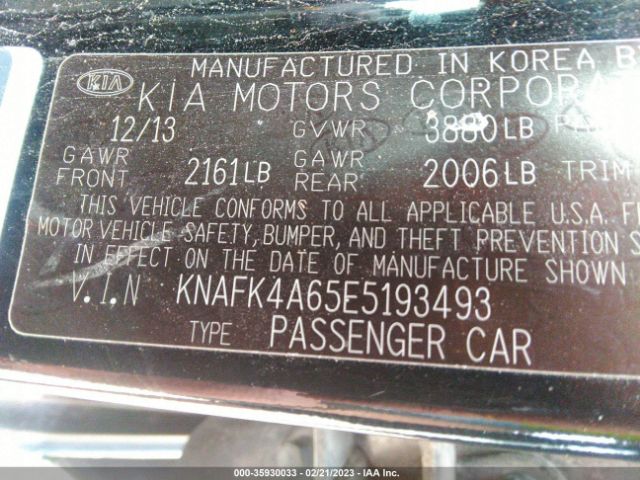 MANUFACTURED IN KOREA B
KIA KIA MOTORS CORPORA
12/13 GVWR 3880LB PA
GAWR FRONT 2161LB GAWR REAR 2006LB TRIM
THIS VEHICLE CONFORMS TO ALL APPLICABLE U.S.A. F
MOTOR VEHICLE SAFETY, BUMPER, AND THEFT PREVENTION S
IN EFFECT ON THE DATE OF MANUFACTURE SHOWN
V.I.N KNAFK4A65E5193493
TYPE PASSENGER CAR
000-35930033 - 02/21/2023 - IAA Inc.